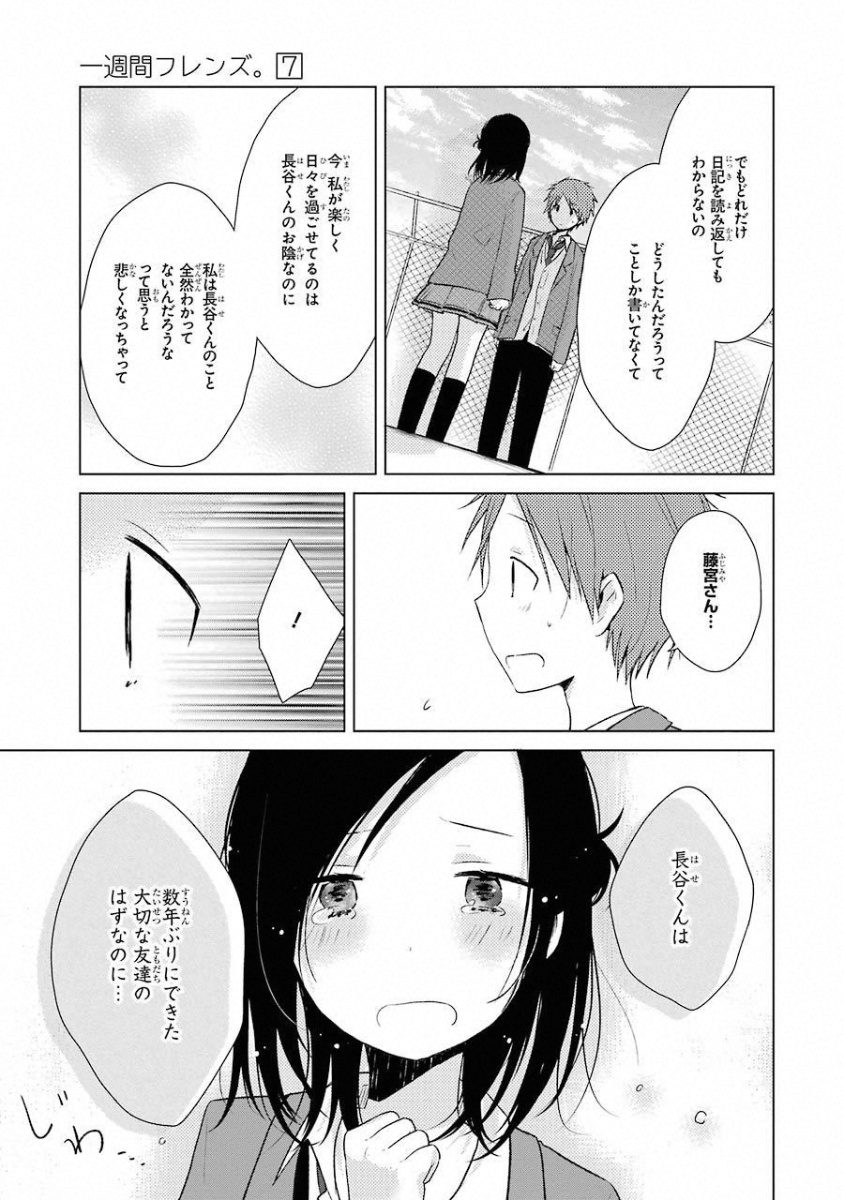 一週間フレンズ。7
でもどれだけ
日記を読み返しても
わからないの
どうしたんだろうって
ことしか書いてなくて
今 私が楽しく
日々を過ごせてるのは
長谷くんのお陰なのに
私は長谷くんのこと
全然わかって
ないんだろうな
って思うと
悲しくなっちゃって
藤宮さん…
!
長谷くんは
数年ぶりにできた
大切な友達の
はずなのに…
じわ…